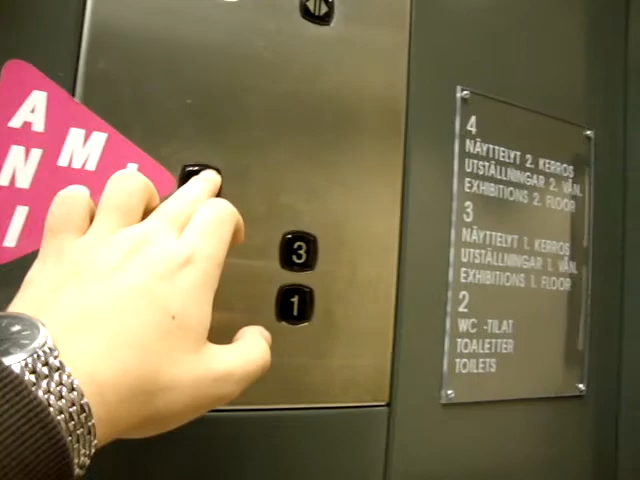 A
M
N
I
3
1
4
NÄYTTELYT 2. KERROS
UTSTÄLLNINGAR 2. VÅN.
EXHIBITIONS 2. FLOOR
3
NÄYTTELYT 1. KERROS
UTSTÄLLNINGAR 1. VÅN.
EXHIBITIONS 1. FLOOR
2
WC -TILAT
TOALETTER
TOILETS